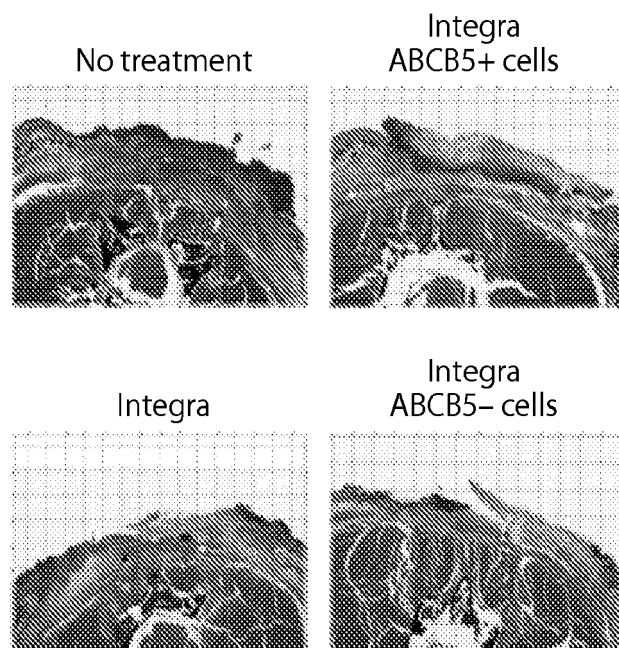 No treatment
Integra
ABCB5+ cells
Integra
Integra
ABCB5– cells